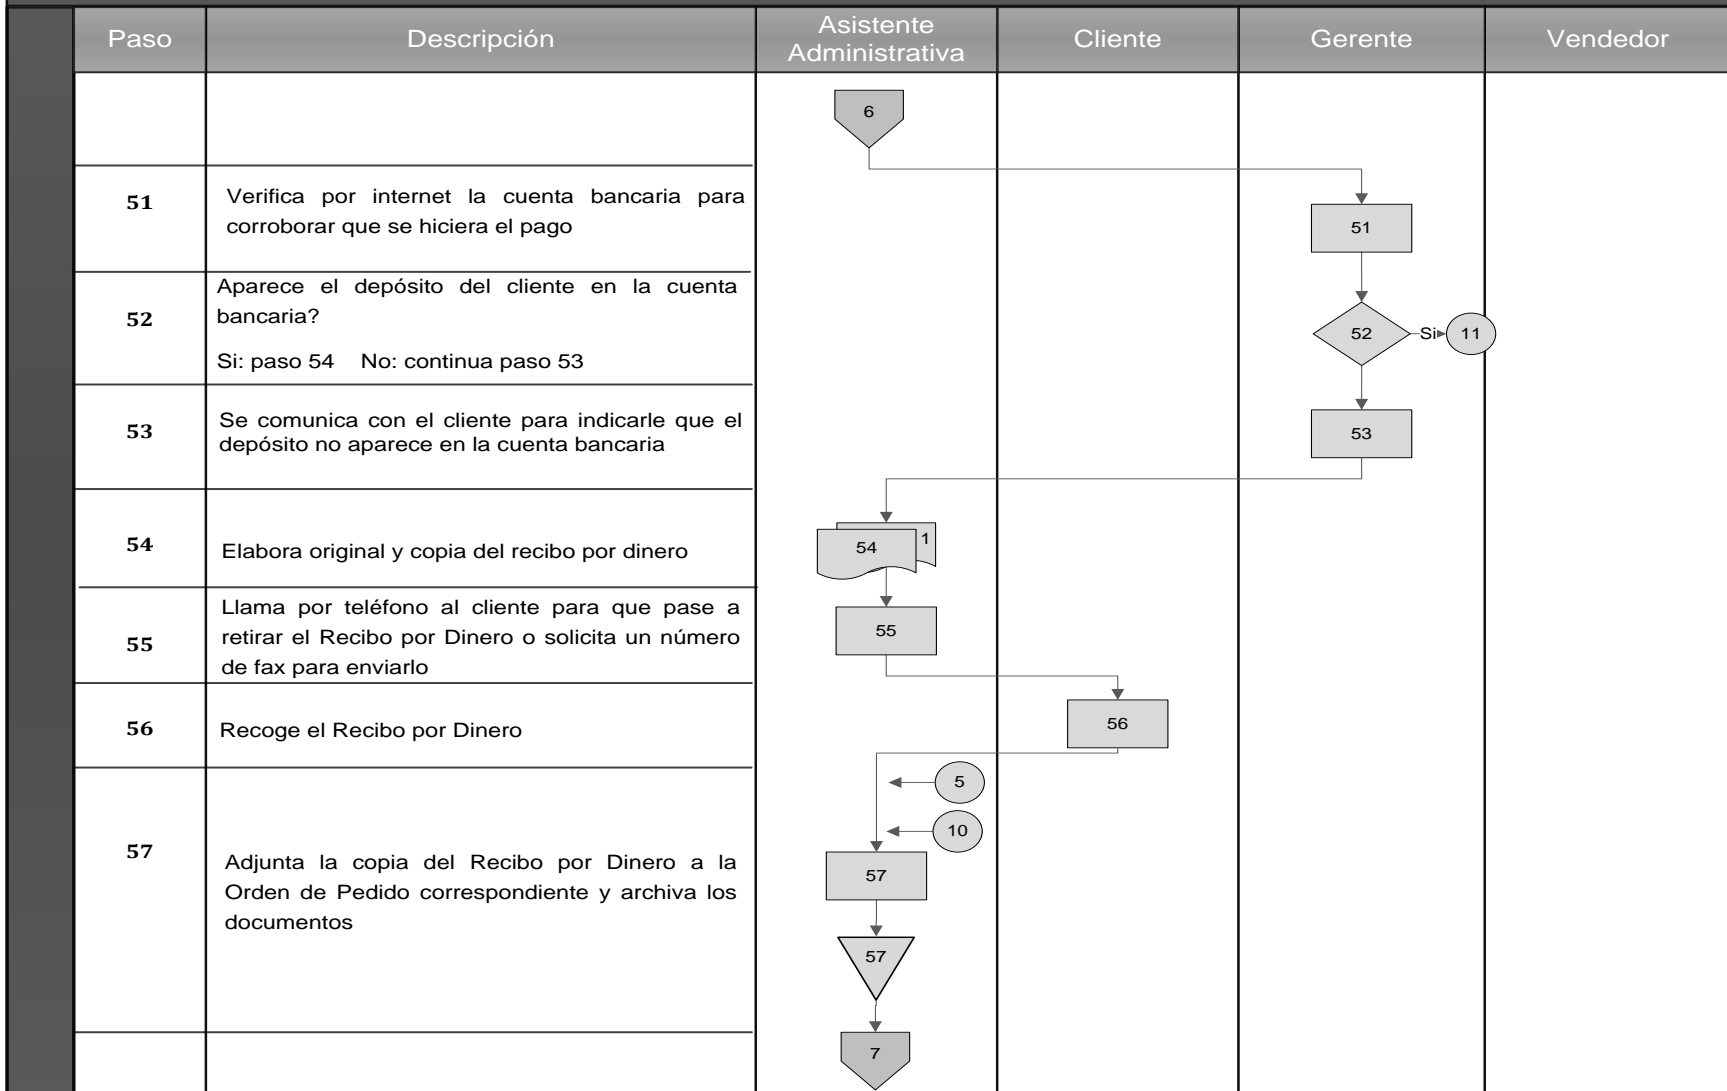 Paso
Descripción
Asistente
Administrativa
Cliente
Gerente
Vendedor
6
51
Verifica por internet la cuenta bancaria para
corroborar que se hiciera el pago
51
52
Aparece el depósito del cliente en la cuenta
bancaria?
Si: paso 54 No: continua paso 53
52
Si
11
53
Se comunica con el cliente para indicarle que el
depósito no aparece en la cuenta bancaria
53
54
Elabora original y copia del recibo por dinero
54
1
55
Llama por teléfono al cliente para que pase a
retirar el Recibo por Dinero o solicita un número
de fax para enviarlo
55
56
Recoge el Recibo por Dinero
56
5
10
57
Adjunta la copia del Recibo por Dinero a la
Orden de Pedido correspondiente y archiva los
documentos
57
57
7